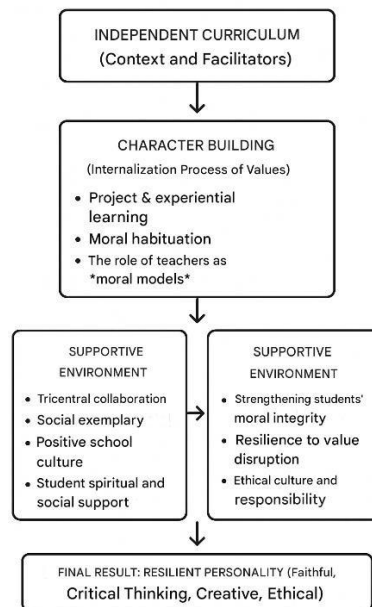 INDEPENDENT CURRICULUM
(Context and Facilitators)
CHARACTER BUILDING
(Internalization Process of Values)
• Project & experiential
learning
• Moral habituation
• The role of teachers as
*moral models*
SUPPORTIVE
ENVIRONMENT
• Tricentral collaboration
• Social exemplary
• Positive school
culture
• Student spiritual and
social support
SUPPORTIVE
ENVIRONMENT
• Strengthening students'
moral integrity
• Resilience to value
disruption
• Ethical culture and
responsibility
FINAL RESULT: RESILIENT PERSONALITY (Faithful,
Critical Thinking, Creative, Ethical)